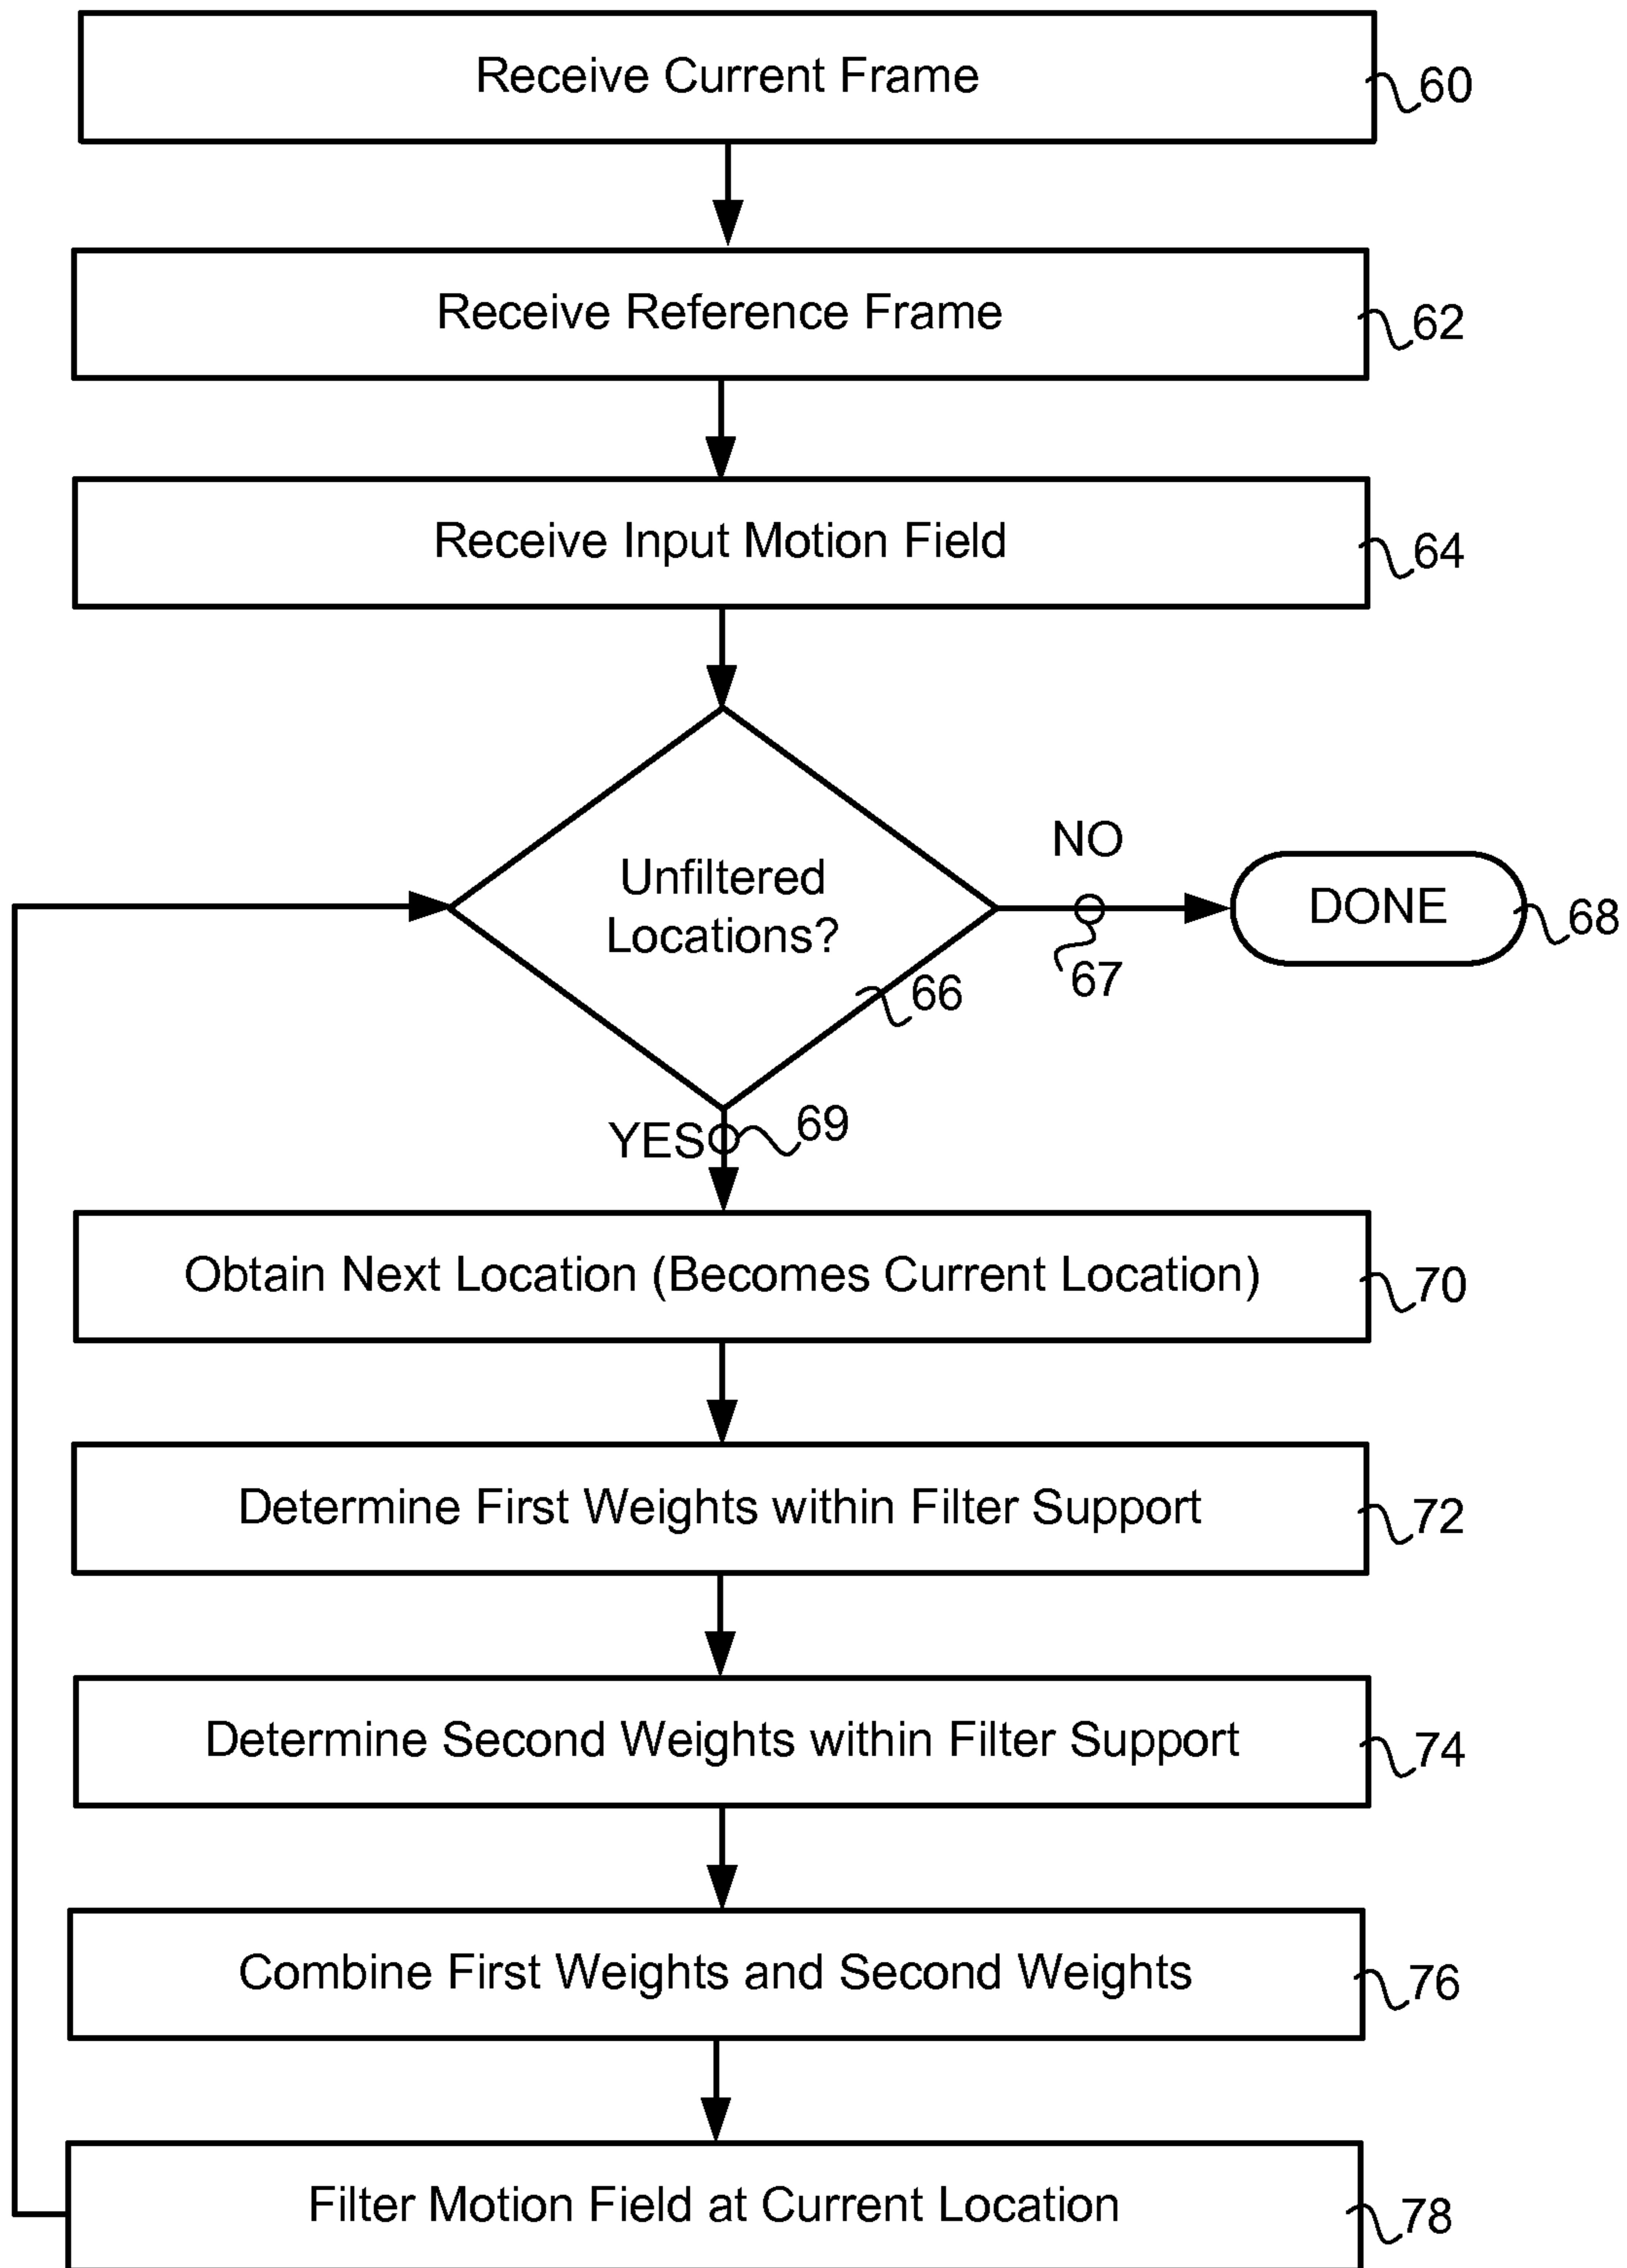 Receive Current Frame
60
Receive Reference Frame
62
Receive Input Motion Field
64
Unfiltered
Locations?
66
NO
67
DONE
68
YES
69
Obtain Next Location (Becomes Current Location)
70
Determine First Weights within Filter Support
72
Determine Second Weights within Filter Support
74
Combine First Weights and Second Weights
76
Filter Motion Field at Current Location
78